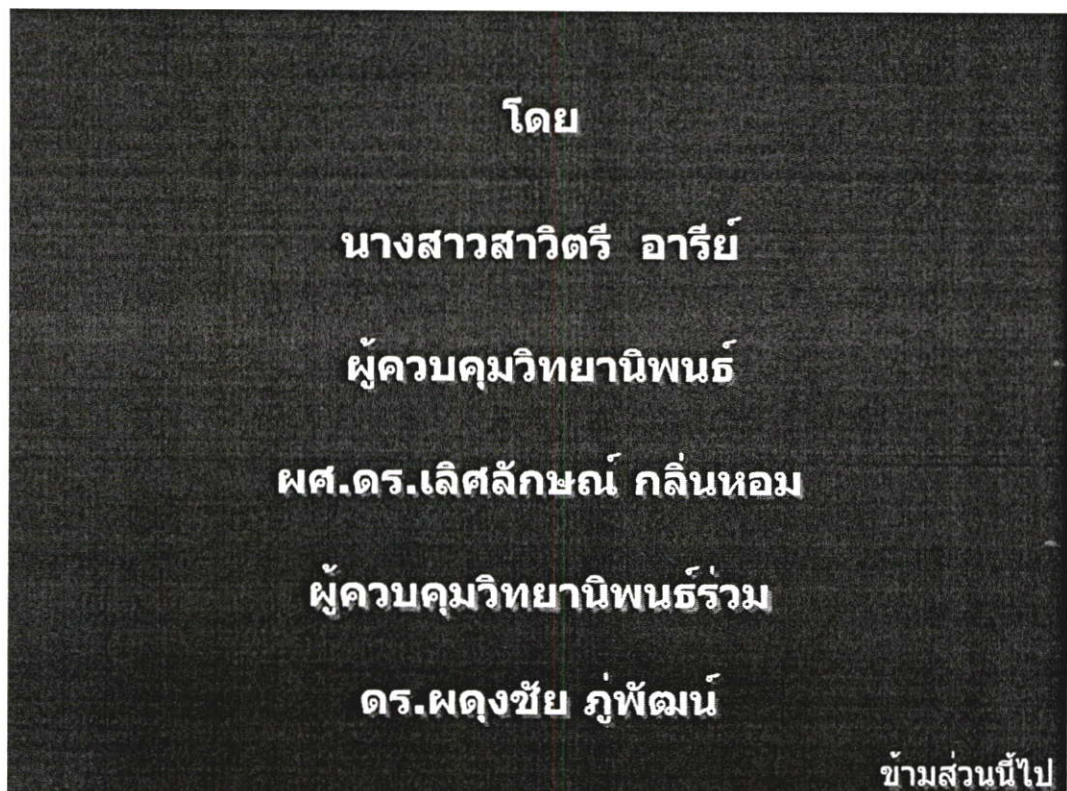 โดย
นางสาวสาวิตรี อารีย์
ผู้ควบคุมวิทยานิพนธ์
ผศ.ดร.เลิศลักษณ์ กลิ่นหอม
ผู้ควบคุมวิทยานิพนธ์ร่วม
ดร.ผดุงชัย ภู่พัฒน์
ข้ามส่วนนี้ไป